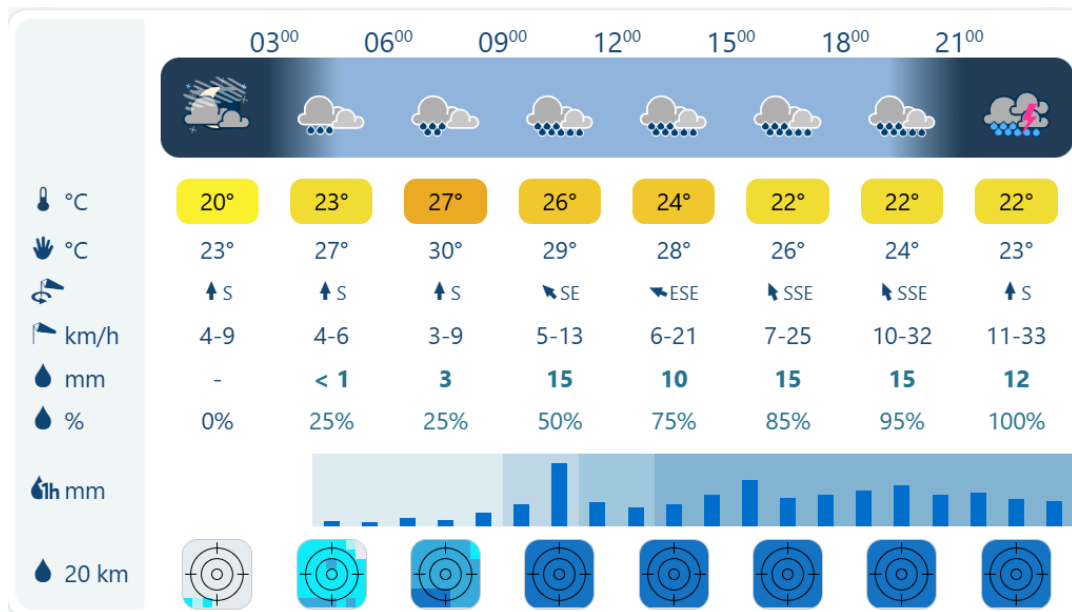 03⁰⁰ 06⁰⁰ 09⁰⁰ 12⁰⁰ 15⁰⁰ 18⁰⁰ 21⁰⁰
°C 20° 23° 27° 26° 24° 22° 22° 22°
°C 23° 27° 30° 29° 28° 26° 24° 23°
S S S SE ESE SSE SSE S
km/h 4-9 4-6 3-9 5-13 6-21 7-25 10-32 11-33
mm - < 1 3 15 10 15 15 12
% 0% 25% 25% 50% 75% 85% 95% 100%
1h mm
20 km